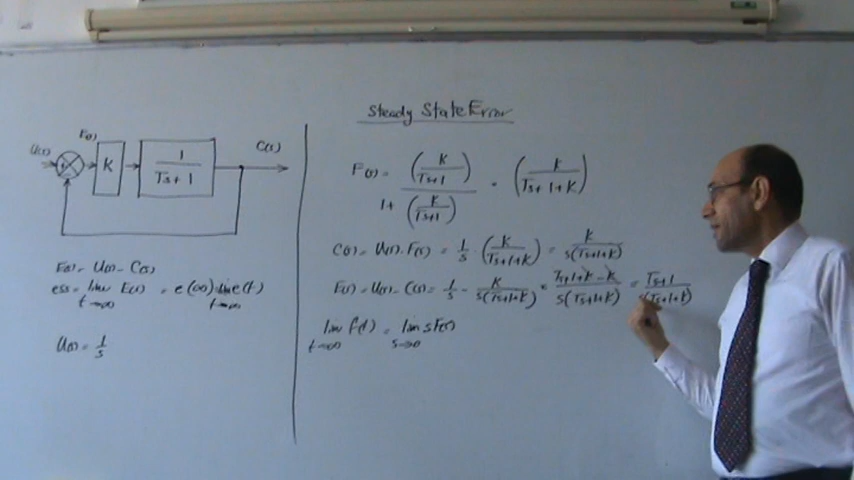 Steady State Error
U(s)
E(s)
K
1/(Ts+1)
C(s)
E(s) = U(s) - C(s)
ess = lim E(s) = e(∞) lim e(t)
t→∞ t→∞
U(s) = 1/s
F(s) = (K/(Ts+1)) / (1 + (K/(Ts+1))) = (K/(Ts+1+K))
C(s) = U(s).F(s) = 1/s . (K/(Ts+1+K)) = K/(s(Ts+1+K))
E(s) = U(s) - C(s) = 1/s - K/(s(Ts+1+K)) = (Ts+1+K-K)/(s(Ts+1+K)) = (Ts+1)/(s(Ts+1+K))
lim f(t) = lim sF(s)
t→∞ s→0